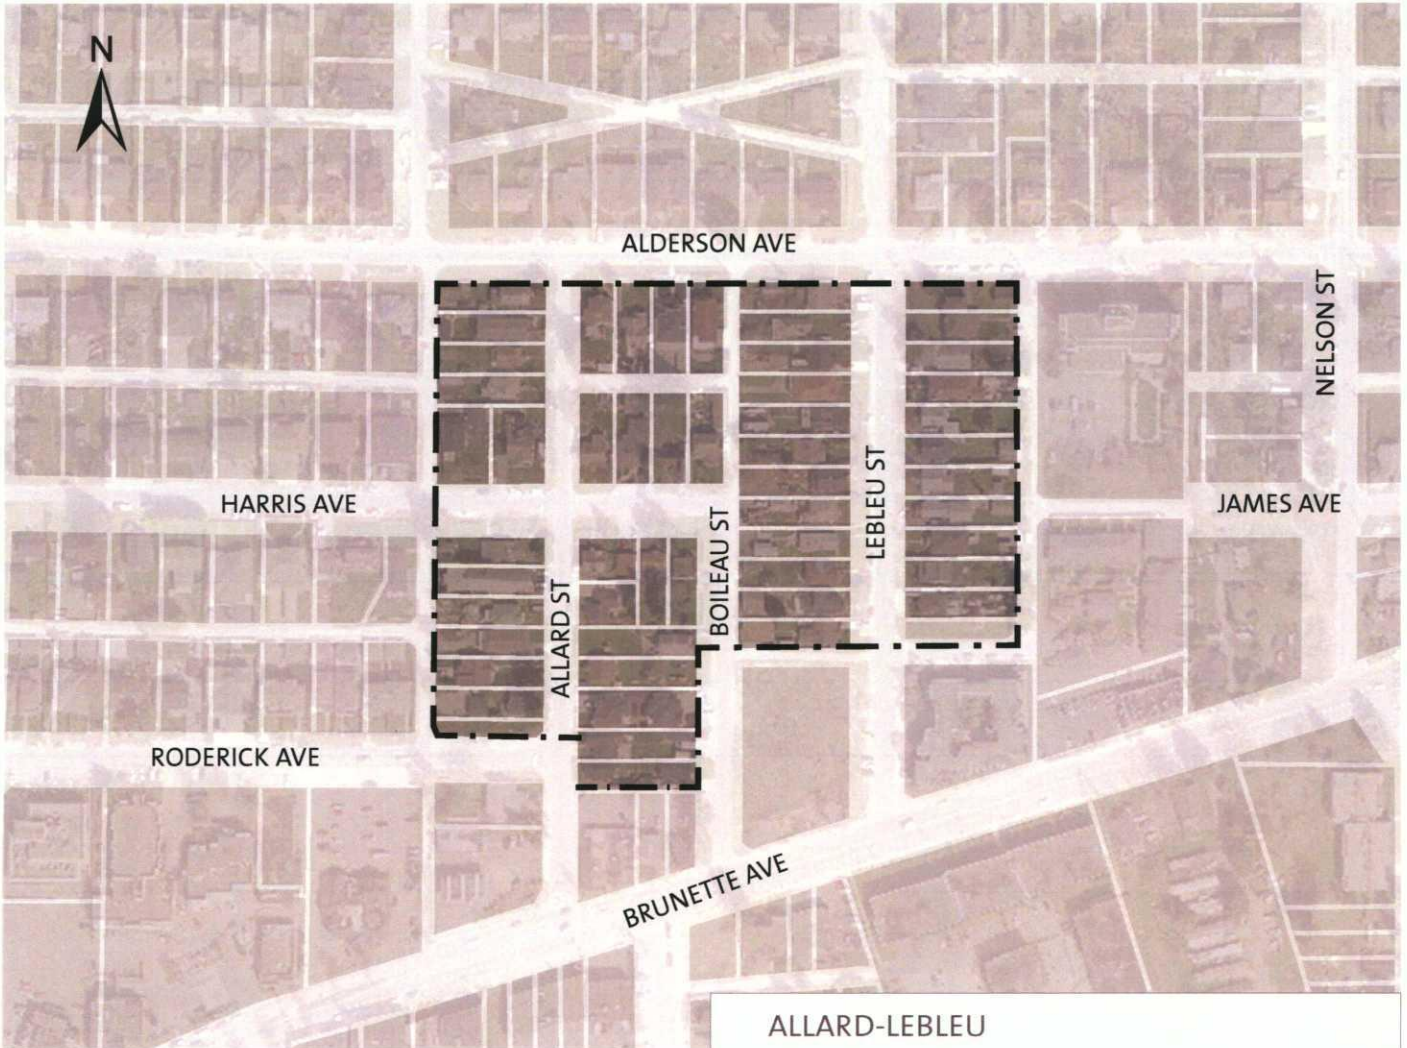 N
ALDERSON AVE
NELSON ST
HARRIS AVE
JAMES AVE
LEBLEU ST
BOILEAU ST
ALLARD ST
RODERICK AVE
BRUNETTE AVE
ALLARD-LEBLEU